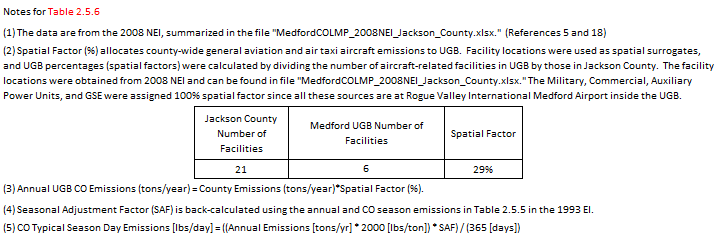 Notes for Table 2.5.6
(1) The data are from the 2008 NEI, summarized in the file "MedfordCOLMP_2008NEI_Jackson_County.xlsx." (References 5 and 18)
(2) Spatial Factor (%) allocates county-wide general aviation and air taxi aircraft emissions to UGB. Facility locations were used as spatial surrogates,
and UGB percentages (spatial factors) were calculated by dividing the number of aircraft-related facilities in UGB by those in Jackson County. The facility
locations were obtained from 2008 NEI and can be found in file "MedfordCOLMP_2008NEI_Jackson_County.xlsx." The Military, Commercial, Auxiliary
Power Units, and GSE were assigned 100% spatial factor since all these sources are at Rogue Valley International Medford Airport inside the UGB.
Jackson County
Number of
Facilities
Medford UGB Number of
Facilities
Spatial Factor
21
6
29%
(3) Annual UGB CO Emissions (tons/year) = County Emissions (tons/year)*Spatial Factor (%).
(4) Seasonal Adjustment Factor (SAF) is back-calculated using the annual and CO season emissions in Table 2.5.5 in the 1993 EI.
(5) CO Typical Season Day Emissions [lbs/day] = ((Annual Emissions [tons/yr] * 2000 [lbs/ton]) * SAF) / (365 [days])